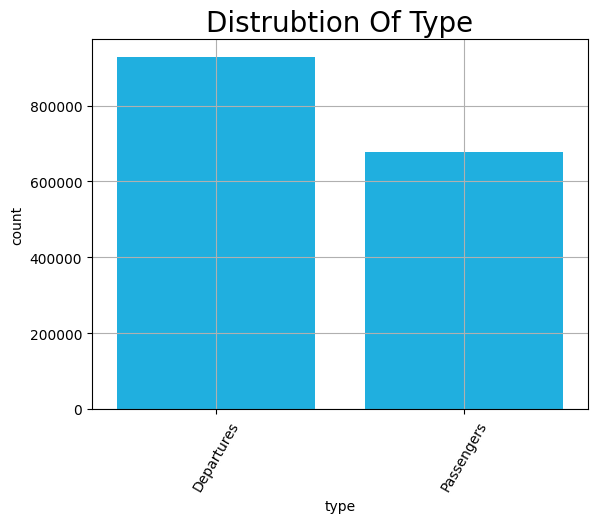 Distrubtion Of Type
count
800000
600000
400000
200000
0
Departures
Passengers
type